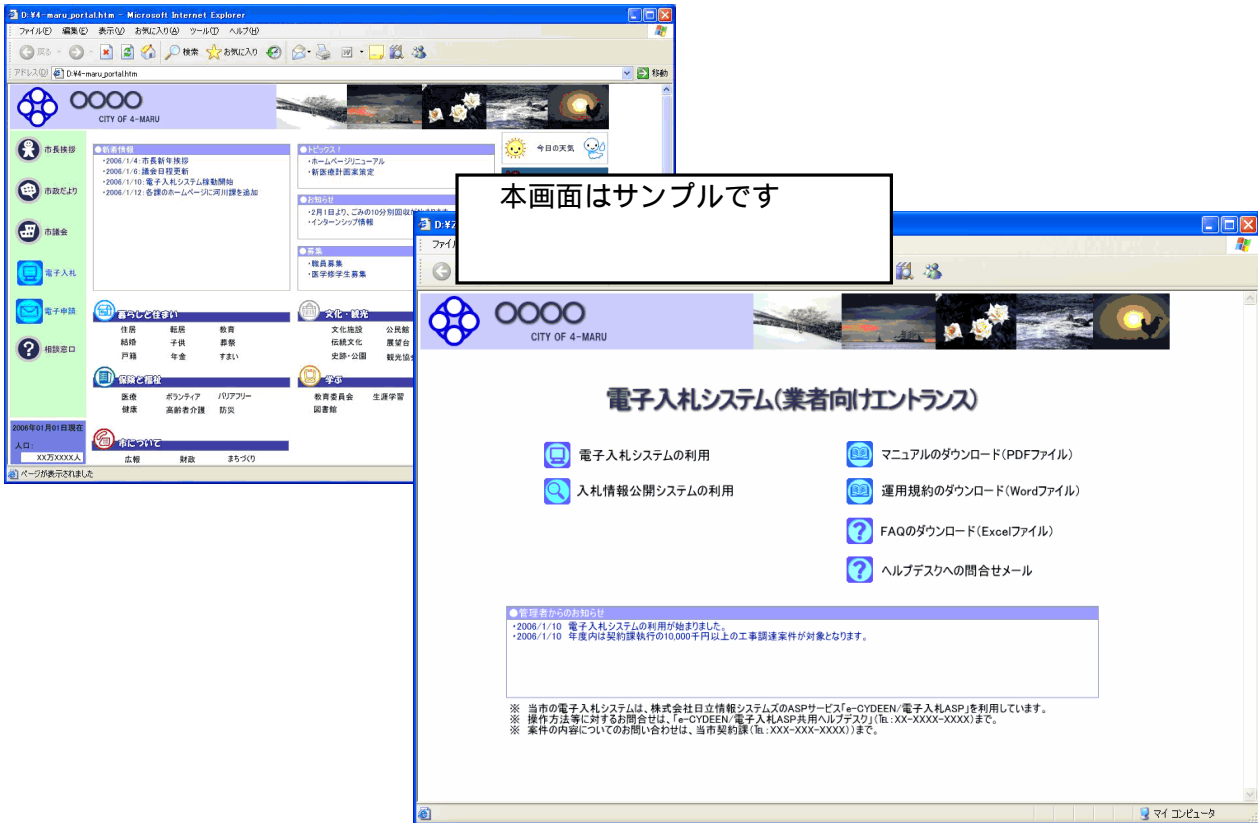 D:¥4-maru_portal.htm - Microsoft Internet Explorer
ファイル(F) 編集(E) 表示(V) お気に入り(A) ツール(T) ヘルプ(H)
戻る 検索 お気に入り
アドレス(D) D:¥4-maru_portal.htm 移動
○○○○
CITY OF 4-MARU
市長挨拶
市政だより
市議会
電子入札
電子申請
相談窓口
2006年01月01日現在
人口:
XX万XXXX人
●新着情報
・2006/1/4:市長新年挨拶
・2006/1/6:議会日程更新
・2006/1/10:電子入札システム稼動開始
・2006/1/12:各課のホームページに河川課を追加
●トピックス!
・ホームページリニューアル
・新医療計画案策定
今日の天気
●お知らせ
・2月1日より、ごみの10分別回収が
・インターンシップ情報
●募集
・職員募集
・医学修学生募集
暮らしと住まい
住居 転居 教育
結婚 子供 葬祭
戸籍 年金 すまい
文化・観光
文化施設 公民館
伝統文化 展望台
史跡・公園 観光協
保険と福祉
医療 ボランティア バリアフリー
健康 高齢者介護 防災
学ぶ
教育委員会 生涯学習
図書館
市について
広報 財政 まちづくり
ページが表示されました
本画面はサンプルです
D:¥
ファイル
○○○○
CITY OF 4-MARU
電子入札システム(業者向けエントランス)
電子入札システムの利用
入札情報公開システムの利用
マニュアルのダウンロード(PDFファイル)
運用規約のダウンロード(Wordファイル)
FAQのダウンロード(Excelファイル)
ヘルプデスクへの問合せメール
●管理者からのお知らせ
・2006/1/10 電子入札システムの利用が始まりました。
・2006/1/10 年度内は契約課執行の10,000千円以上の工事調達案件が対象となります。
※ 当市の電子入札システムは、株式会社日立情報システムズのASPサービス「e-CYDEEN/電子入札ASP」を利用しています。
※ 操作方法等に対するお問合せは、「e-CYDEEN/電子入札ASP共用ヘルプデスク」(℡:XX-XXXX-XXXX)まで。
※ 案件の内容についてのお問い合わせは、当市契約課(℡:XXX-XXX-XXXX))まで。
マイ コンピュータ